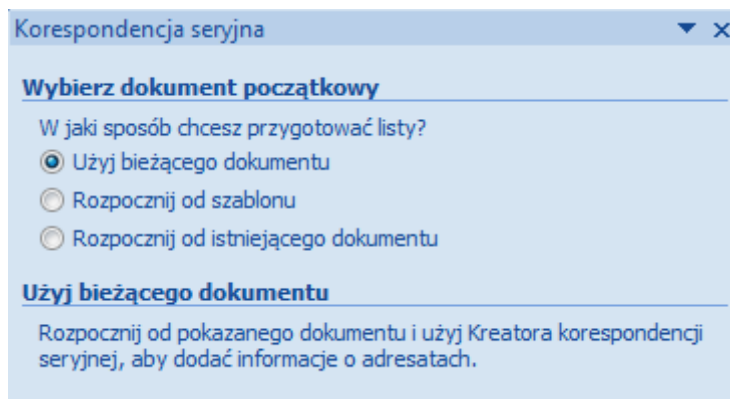 Korespondencja seryjna
Wybierz dokument początkowy
W jaki sposób chcesz przygotować listy?
Użyj bieżącego dokumentu
Rozpocznij od szablonu
Rozpocznij od istniejącego dokumentu
Użyj bieżącego dokumentu
Rozpocznij od pokazanego dokumentu i użyj Kreatora korespondencji
seryjnej, aby dodać informacje o adresatach.